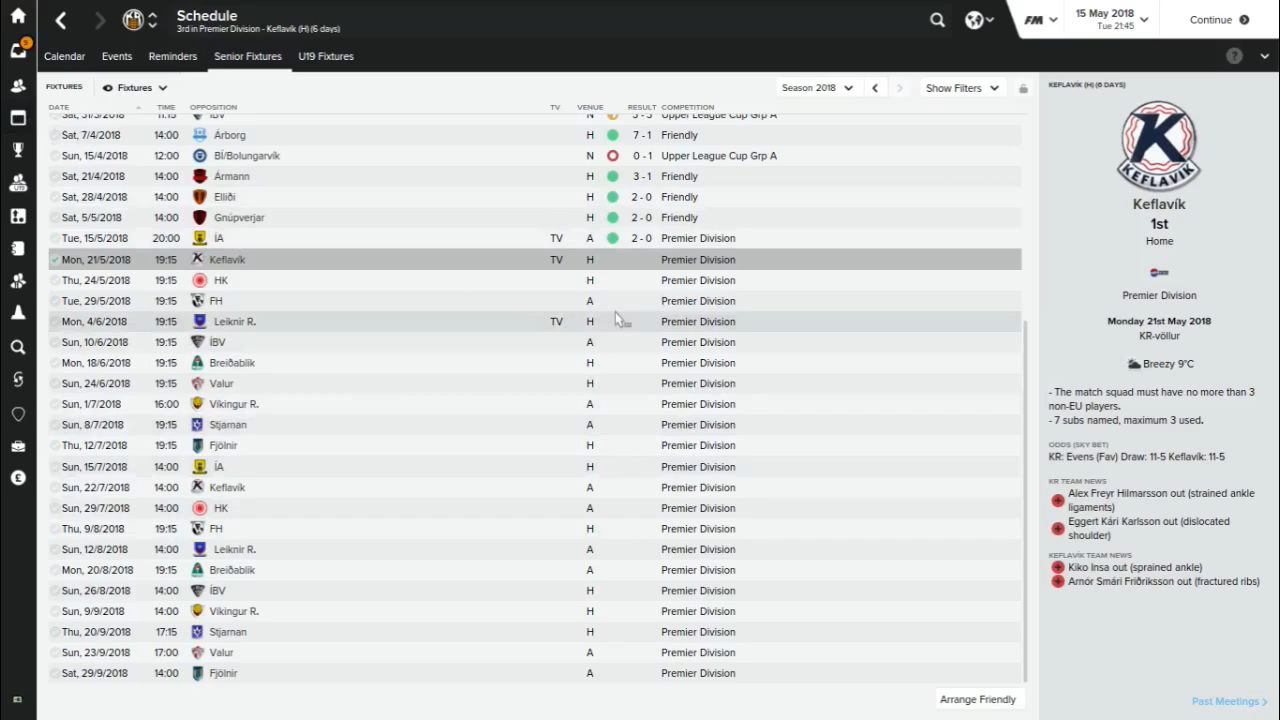 Schedule
3rd in Premier Division - Keflavík (H) (6 days)
FM
15 May 2018
Tue 21:45
Continue
Calendar Events Reminders Senior Fixtures U19 Fixtures
FIXTURES Fixtures Season 2018 Show Filters
DATE TIME OPPOSITION TV VENUE RESULT COMPETITION
Sat, 31/3/2018 11:15 ÍBV N 3 - 3 Upper League Cup Grp A
Sat, 7/4/2018 14:00 Árborg H 7 - 1 Friendly
Sun, 15/4/2018 12:00 BÍ/Bolungarvík N 0 - 1 Upper League Cup Grp A
Sat, 21/4/2018 14:00 Ármann H - 1 Friendly
Sat, 28/4/2018 14:00 Elliði H 2 - 0 Friendly
Sat, 5/5/2018 14:00 Gnúpverjar H 2 - 0 Friendly
Tue, 15/5/2018 20:00 ÍA TV A 2 - 0 Premier Division
Mon, 21/5/2018 19:15 Keflavík TV H Premier Division
Thu, 24/5/2018 19:15 HK H Premier Division
Tue, 29/5/2018 19:15 FH A Premier Division
Mon, 4/6/2018 19:15 Leiknir R. TV H Premier Division
Sun, 10/6/2018 19:15 ÍBV A Premier Division
Mon, 18/6/2018 19:15 Breiðablik H Premier Division
Sun, 24/6/2018 19:15 Valur H Premier Division
Sun, 1/7/2018 16:00 Víkingur R. A Premier Division
Sun, 8/7/2018 19:15 Stjarnan A Premier Division
Thu, 12/7/2018 19:15 Fjölnir H Premier Division
Sun, 15/7/2018 14:00 ÍA H Premier Division
Sun, 22/7/2018 14:00 Keflavík A Premier Division
Sun, 29/7/2018 14:00 HK A Premier Division
Thu, 9/8/2018 19:15 FH H Premier Division
Sun, 12/8/2018 14:00 Leiknir R. A Premier Division
Mon, 20/8/2018 19:15 Breiðablik A Premier Division
Sun, 26/8/2018 14:00 ÍBV H Premier Division
Sun, 9/9/2018 14:00 Víkingur R. H Premier Division
Thu, 20/9/2018 17:15 Stjarnan H Premier Division
Sun, 23/9/2018 17:00 Valur A Premier Division
Sat, 29/9/2018 14:00 Fjölnir A Premier Division
Arrange Friendly
KEFLAVÍK (H) (6 DAYS)
KEFLAVÍK
Keflavík
1st
Home
Premier Division
Monday 21st May 2018
KR-völlur
Breezy 9°C
- The match squad must have no more than 3
non-EU players.
- 7 subs named, maximum 3 used.
ODDS (SKY BET)
KR: Evens (Fav) Draw: 11-5 Keflavík: 11-5
KR TEAM NEWS
Alex Freyr Hilmarsson out (strained ankle
ligaments)
Eggert Kári Karlsson out (dislocated
shoulder)
KEFLAVÍK TEAM NEWS
Kiko Insa out (sprained ankle)
Arnór Smári Friðriksson out (fractured ribs)
Past Meetings >